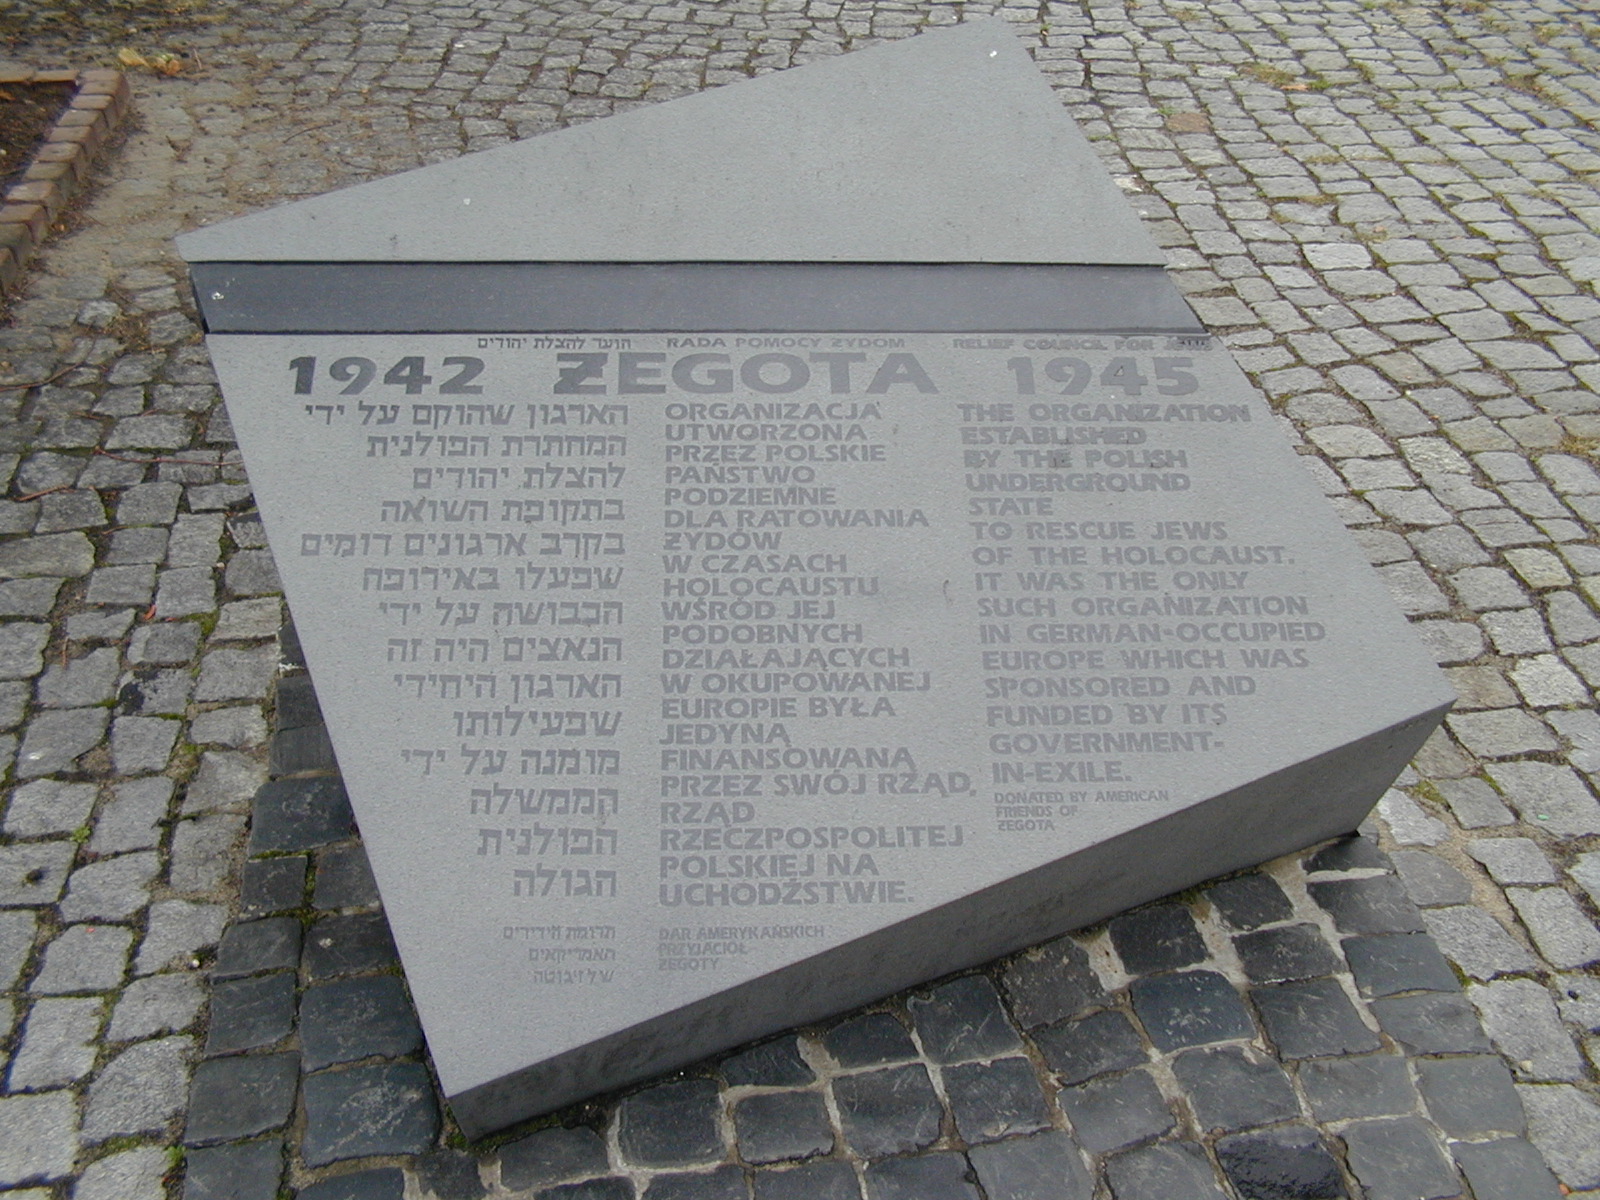 הועד להצלת יהודים
RADA POMOCY ŻYDOM
RELIEF COUNCIL FOR JEWS
1942 ŻEGOTA 1945
הארגון שהוקם על ידי
המחתרת הפולנית
להצלת יהודים
בתקופת השואה
בקרב ארגונים דומים
שפעלו באירופה
הכבושה על ידי
הנאצים היה זה
הארגון היחידי
שפעילותו
מומנה על ידי
הממשלה
הפולנית
הגולה
תרומת הידידים
האמריקאים
של זיגוטה
ORGANIZACJA
UTWORZONA
PRZEZ POLSKIE
PAŃSTWO
PODZIEMNE
DLA RATOWANIA
ŻYDÓW
W CZASACH
HOLOCAUSTU
WŚRÓD JEJ
PODOBNYCH
DZIAŁAJĄCYCH
W OKUPOWANEJ
EUROPIE BYŁA
JEDYNĄ
FINANSOWANĄ
PRZEZ SWÓJ RZĄD,
RZĄD
RZECZPOSPOLITEJ
POLSKIEJ NA
UCHODŹSTWIE.
DAR AMERYKAŃSKICH
PRZYJACIÓŁ
ŻEGOTY
THE ORGANIZATION
ESTABLISHED
BY THE POLISH
UNDERGROUND
STATE
TO RESCUE JEWS
OF THE HOLOCAUST.
IT WAS THE ONLY
SUCH ORGANIZATION
IN GERMAN-OCCUPIED
EUROPE WHICH WAS
SPONSORED AND
FUNDED BY ITS
GOVERNMENT-
IN-EXILE.
DONATED BY AMERICAN
FRIENDS OF
ŻEGOTA